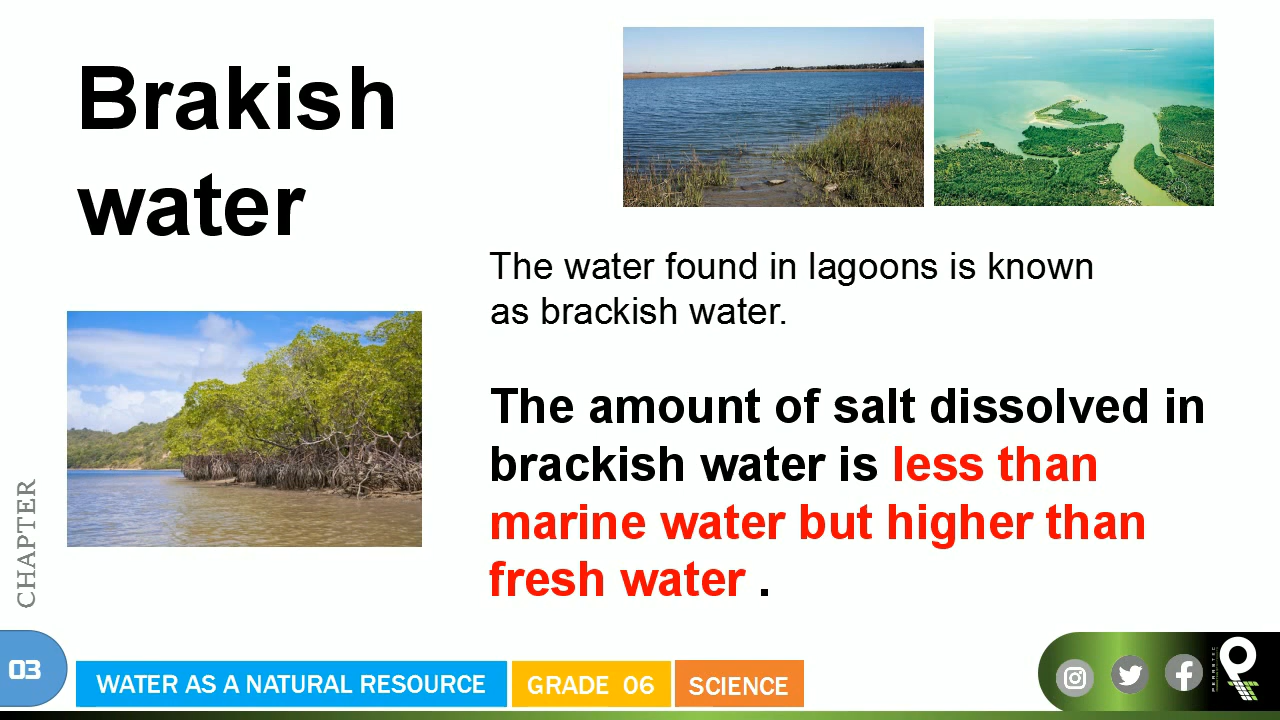 Brakish
water
The water found in lagoons is known
as brackish water.
The amount of salt dissolved in
brackish water is less than
marine water but higher than
fresh water .
CHAPTER
03
WATER AS A NATURAL RESOURCE
GRADE 06
SCIENCE